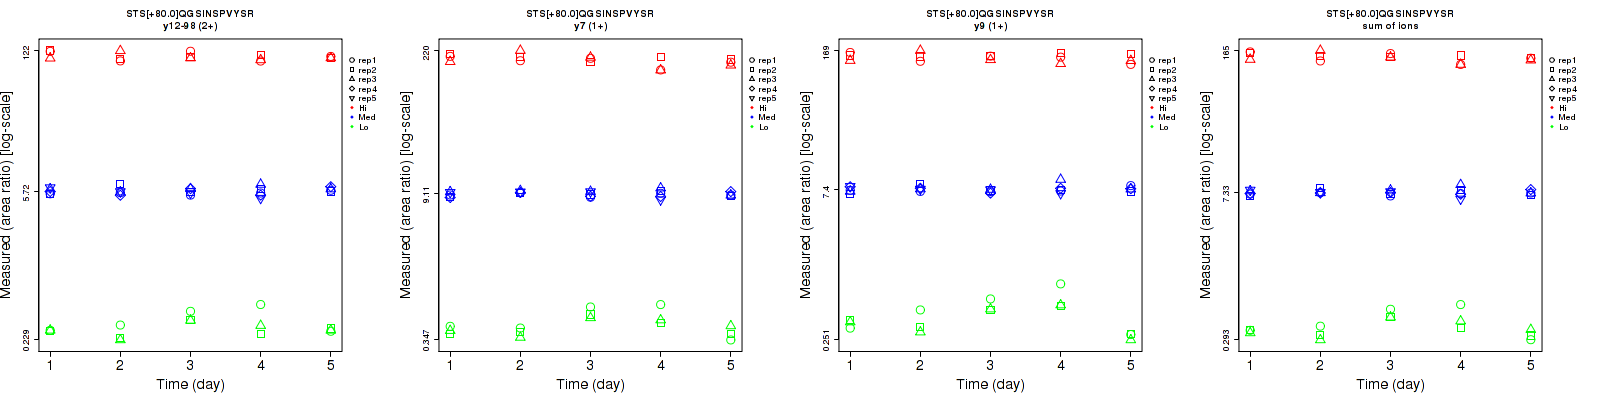 STS[+80.0]QGSINSPVYSR
y12-98 (2+)
Measured (area ratio) [log-scale]
122
5.72
0.229
1 2 3 4 5
Time (day)
rep1
rep2
rep3
rep4
rep5
Hi
Med
Lo
STS[+80.0]QGSINSPVYSR
y7 (1+)
Measured (area ratio) [log-scale]
220
9.11
0.347
1 2 3 4 5
Time (day)
rep1
rep2
rep3
rep4
rep5
Hi
Med
Lo
STS[+80.0]QGSINSPVYSR
y9 (1+)
Measured (area ratio) [log-scale]
169
7.4
0.251
1 2 3 4 5
Time (day)
rep1
rep2
rep3
rep4
rep5
Hi
Med
Lo
STS[+80.0]QGSINSPVYSR
sum of ions
Measured (area ratio) [log-scale]
165
7.33
0.293
1 2 3 4 5
Time (day)
rep1
rep2
rep3
rep4
rep5
Hi
Med
Lo